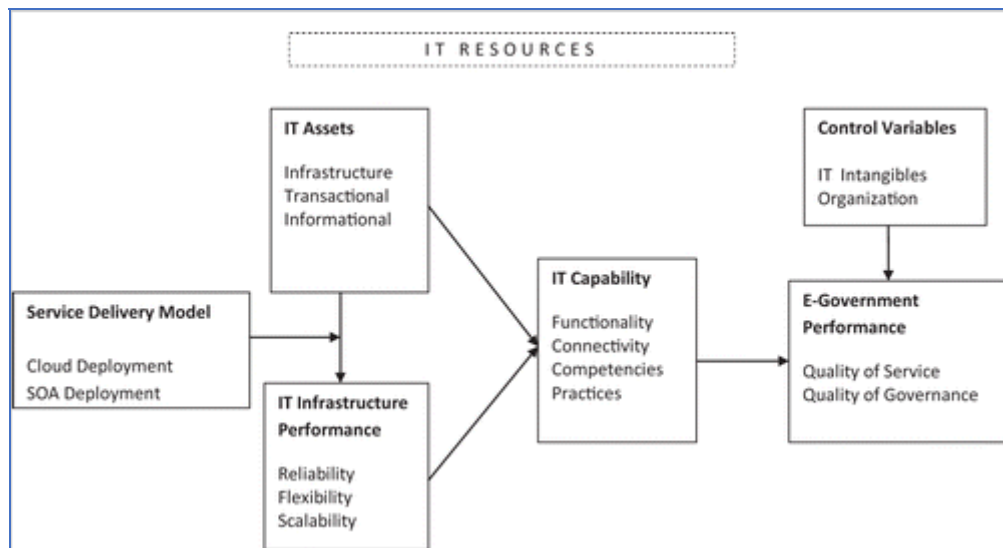 IT RESOURCES
IT Assets
Infrastructure
Transactional
Informational
Control Variables
IT Intangibles
Organization
Service Delivery Model
Cloud Deployment
SOA Deployment
IT Capability
Functionality
Connectivity
Competencies
Practices
E-Government
Performance
Quality of Service
Quality of Governance
IT Infrastructure
Performance
Reliability
Flexibility
Scalability